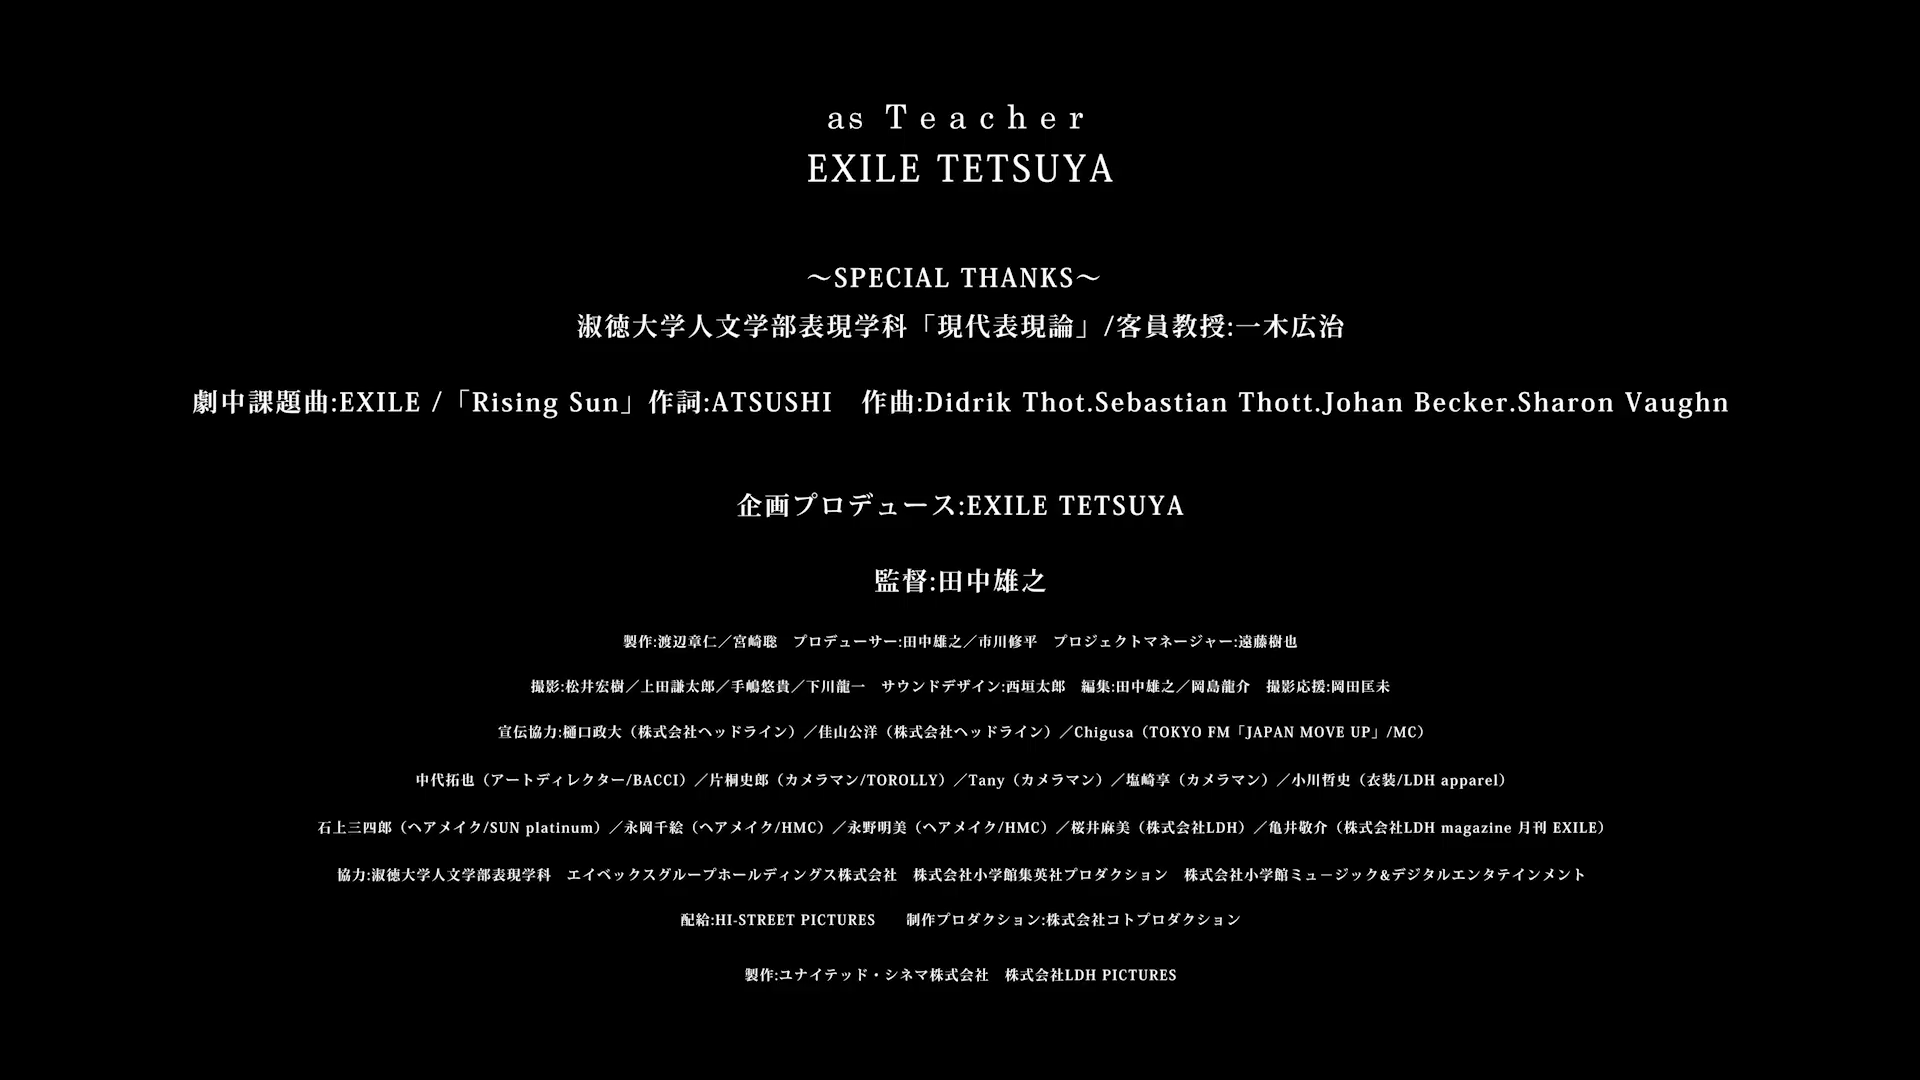 as Teacher
EXILE TETSUYA
～SPECIAL THANKS～
淑徳大学人文学部表現学科「現代表現論」/客員教授:一木広治
劇中課題曲:EXILE /「Rising Sun」作詞:ATSUSHI　作曲:Didrik Thot.Sebastian Thott.Johan Becker.Sharon Vaughn
企画プロデュース:EXILE TETSUYA
監督:田中雄之
製作:渡辺章仁／宮崎聡　プロデューサー:田中雄之／市川修平　プロジェクトマネージャー:遠藤樹也
撮影:松井宏樹／上田謙太郎／手嶋悠貴／下川龍一　サウンドデザイン:西垣太郎　編集:田中雄之／岡島龍介　撮影応援:岡田匡未
宣伝協力:樋口政大（株式会社ヘッドライン）／佳山公洋（株式会社ヘッドライン）／Chigusa（TOKYO FM「JAPAN MOVE UP」/MC）
中代拓也（アートディレクター/BACCI）／片桐史郎（カメラマン/TOROLLY）／Tany（カメラマン）／塩崎享（カメラマン）／小川哲史（衣装/LDH apparel）
石上三四郎（ヘアメイク/SUN platinum）／永岡千絵（ヘアメイク/HMC）／永野明美（ヘアメイク/HMC）／桜井麻美（株式会社LDH）／亀井敬介（株式会社LDH magazine 月刊 EXILE）
協力:淑徳大学人文学部表現学科　エイベックスグループホールディングス株式会社　株式会社小学館集英社プロダクション　株式会社小学館ミュージック&デジタルエンタテインメント
配給:HI-STREET PICTURES　　制作プロダクション:株式会社コトプロダクション
製作:ユナイテッド・シネマ株式会社　株式会社LDH PICTURES